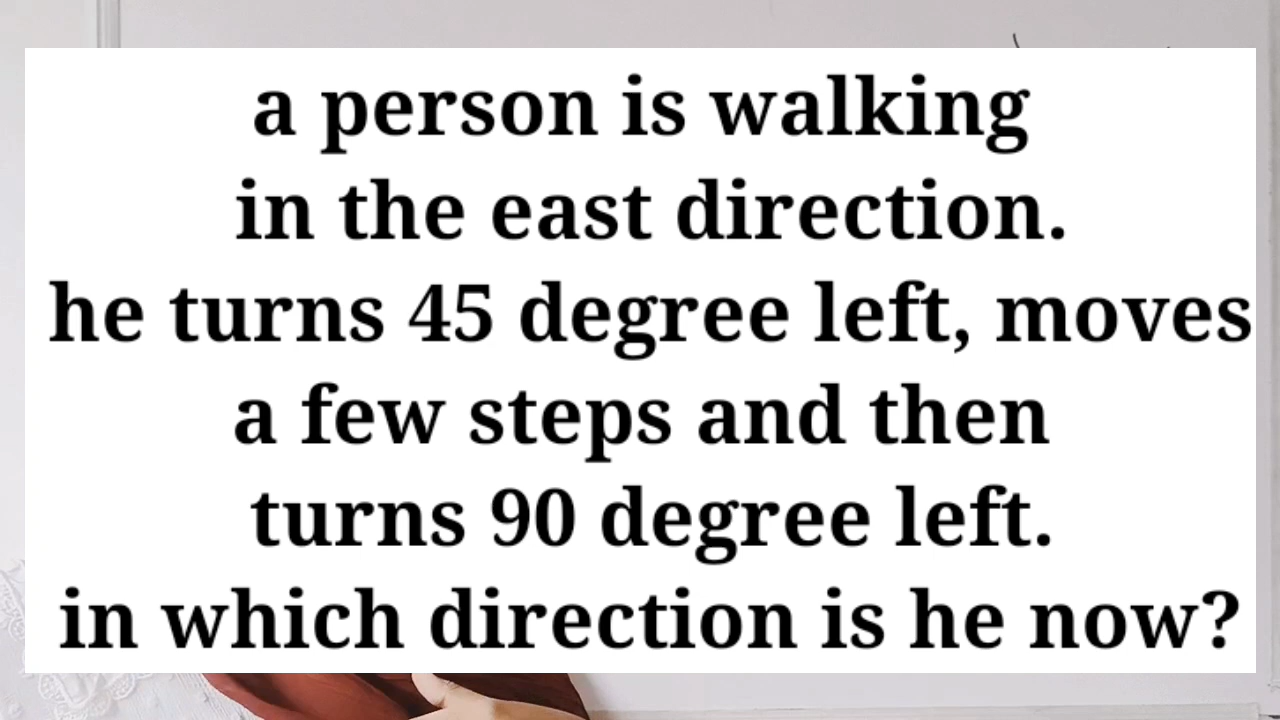 a person is walking
in the east direction.
he turns 45 degree left, moves
a few steps and then
turns 90 degree left.
in which direction is he now?